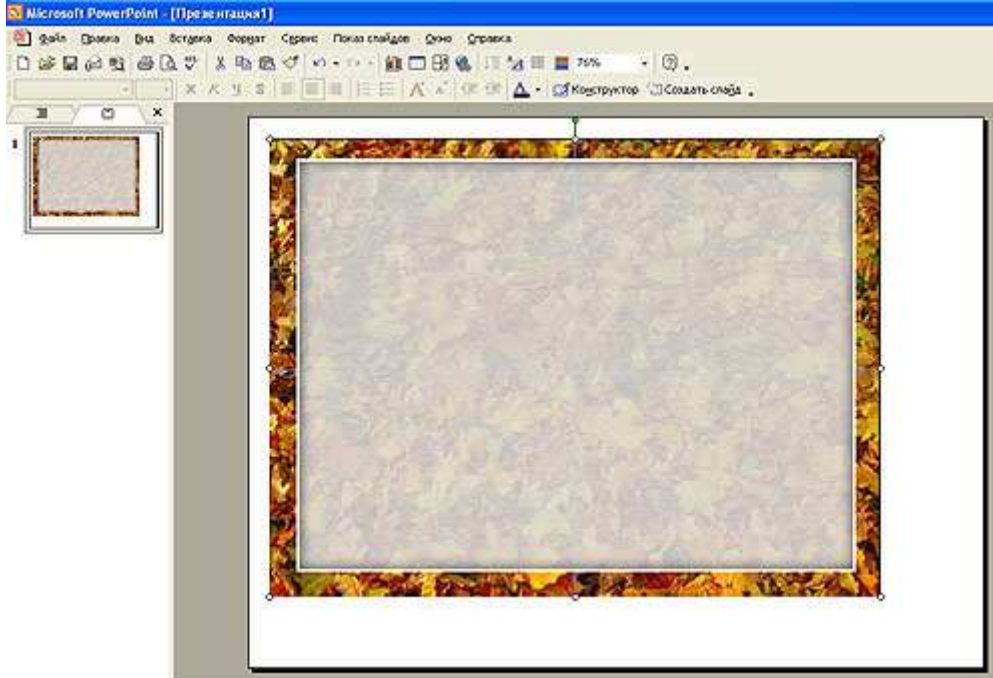 Microsoft PowerPoint - [Презентация1]
Файл Правка Вид Вставка Формат Сервис Показ слайдов Окно Справка
76%
Ж К Ч S Конструктор Создать слайд
1